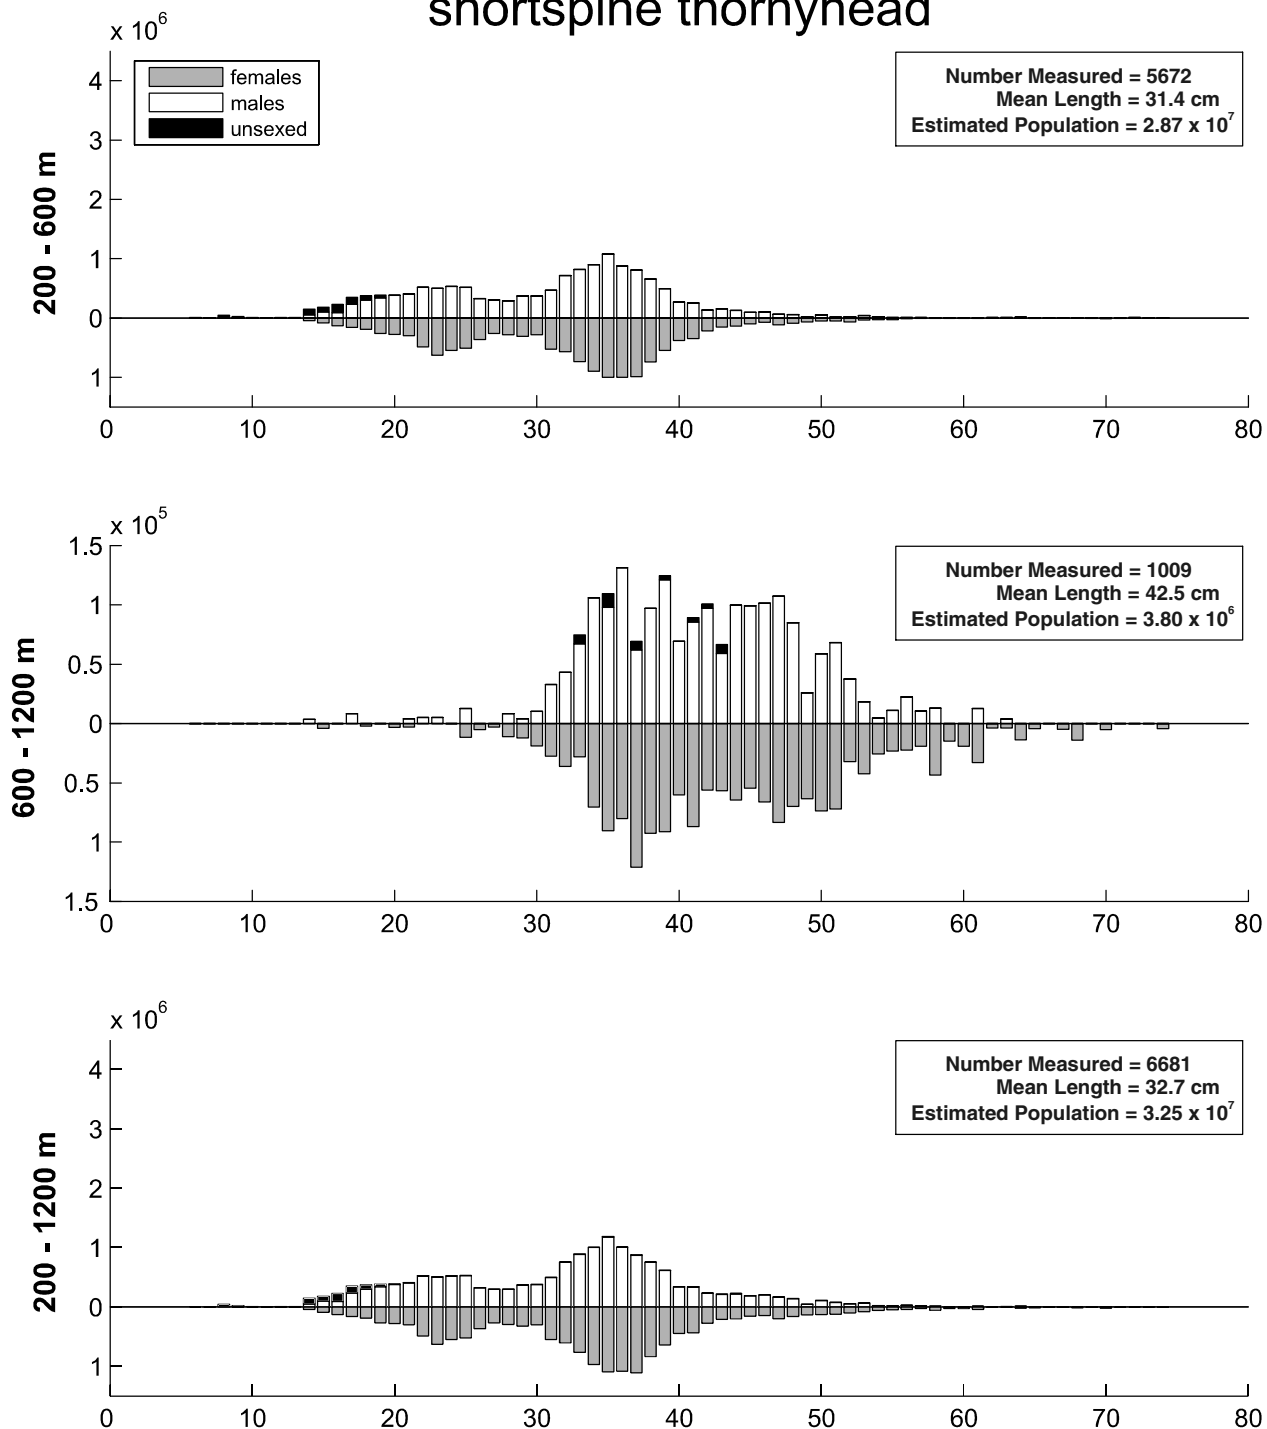 shortspine thornyhead
x 10^6
females
males
unsexed
Number Measured = 5672
Mean Length = 31.4 cm
Estimated Population = 2.87 x 10^7
200 - 600 m
4
3
2
1
0
1
0 10 20 30 40 50 60 70 80
x 10^5
Number Measured = 1009
Mean Length = 42.5 cm
Estimated Population = 3.80 x 10^6
600 - 1200 m
1.5
1
0.5
0
0.5
1
1.5
0 10 20 30 40 50 60 70 80
x 10^6
Number Measured = 6681
Mean Length = 32.7 cm
Estimated Population = 3.25 x 10^7
200 - 1200 m
4
3
2
1
0
1
0 10 20 30 40 50 60 70 80